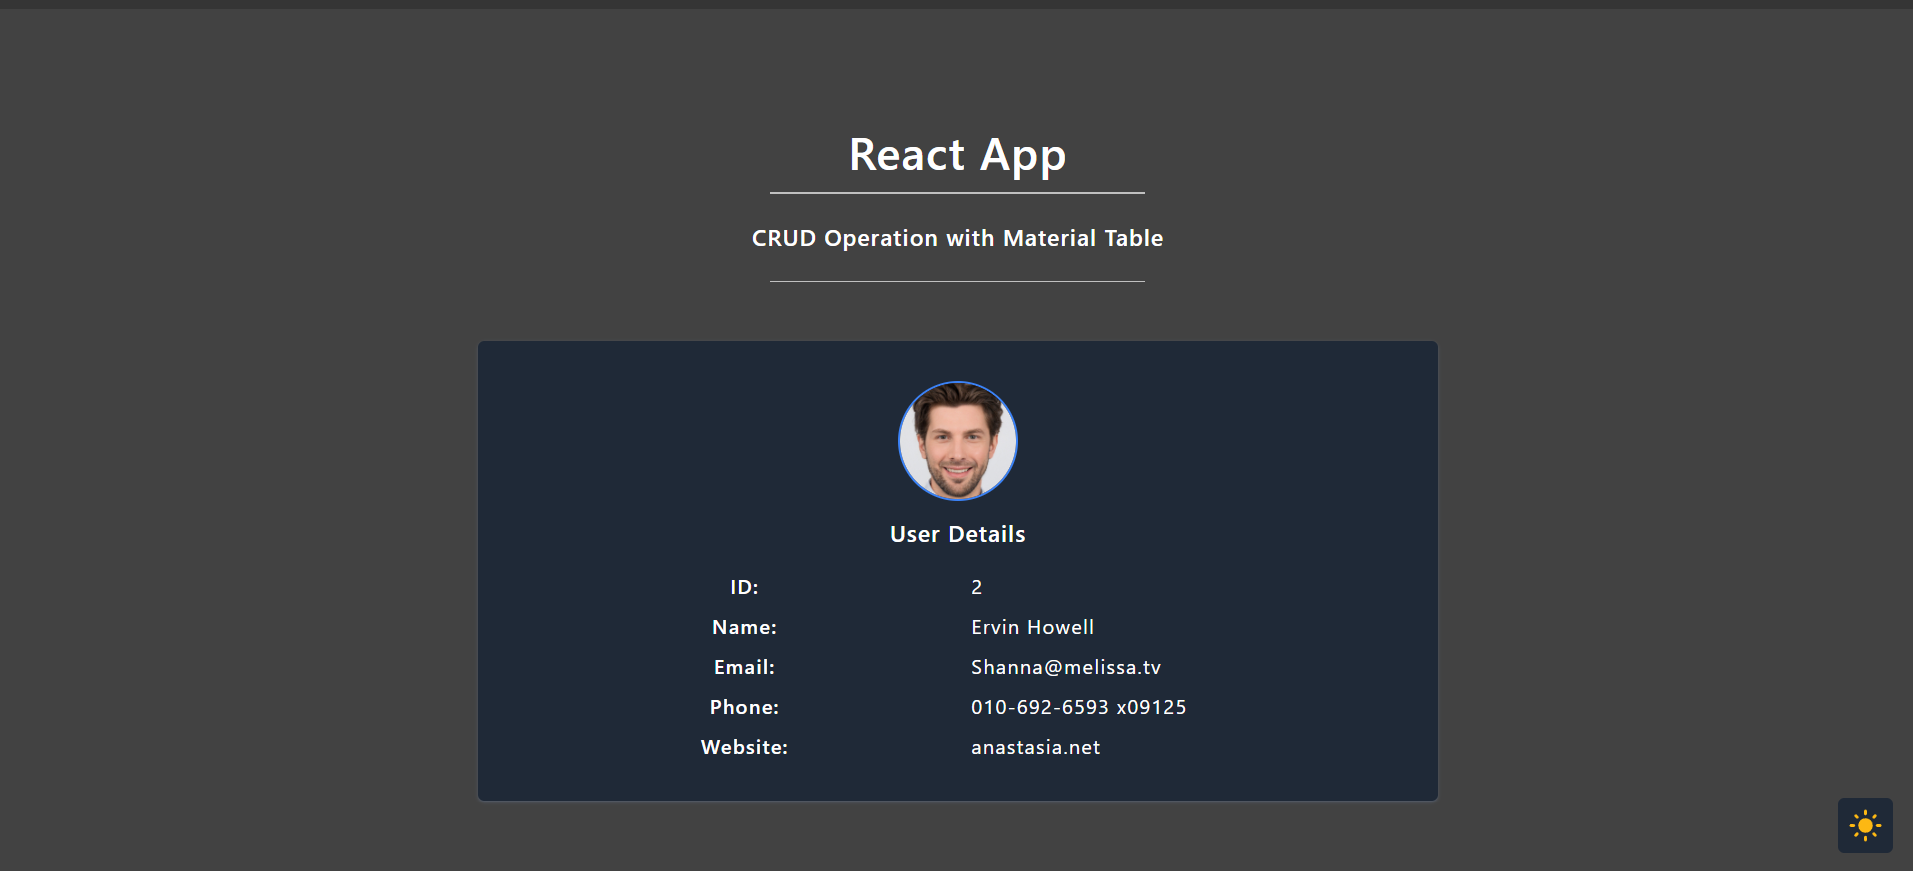 React App
CRUD Operation with Material Table
User Details
ID: 2
Name: Ervin Howell
Email: Shanna@melissa.tv
Phone: 010-692-6593 x09125
Website: anastasia.net